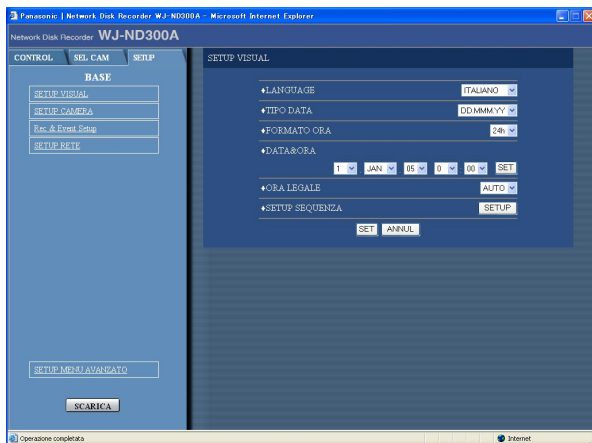 Panasonic | Network Disk Recorder WJ-ND300A - Microsoft Internet Explorer
Network Disk Recorder WJ-ND300A
CONTROL SEL CAM SETUP
SETUP VISUAL
BASE
SETUP VISUAL
SETUP CAMERA
Rec & Event Setup
SETUP RETE
♦LANGUAGE ITALIANO
♦TIPO DATA DD.MMM.YY
♦FORMATO ORA 24h
♦DATA&ORA
1 JAN 05 0 00 SET
♦ORA LEGALE AUTO
♦SETUP SEQUENZA SETUP
SET ANNUL
SETUP MENU AVANZATO
SCARICA
Operazione completata Internet